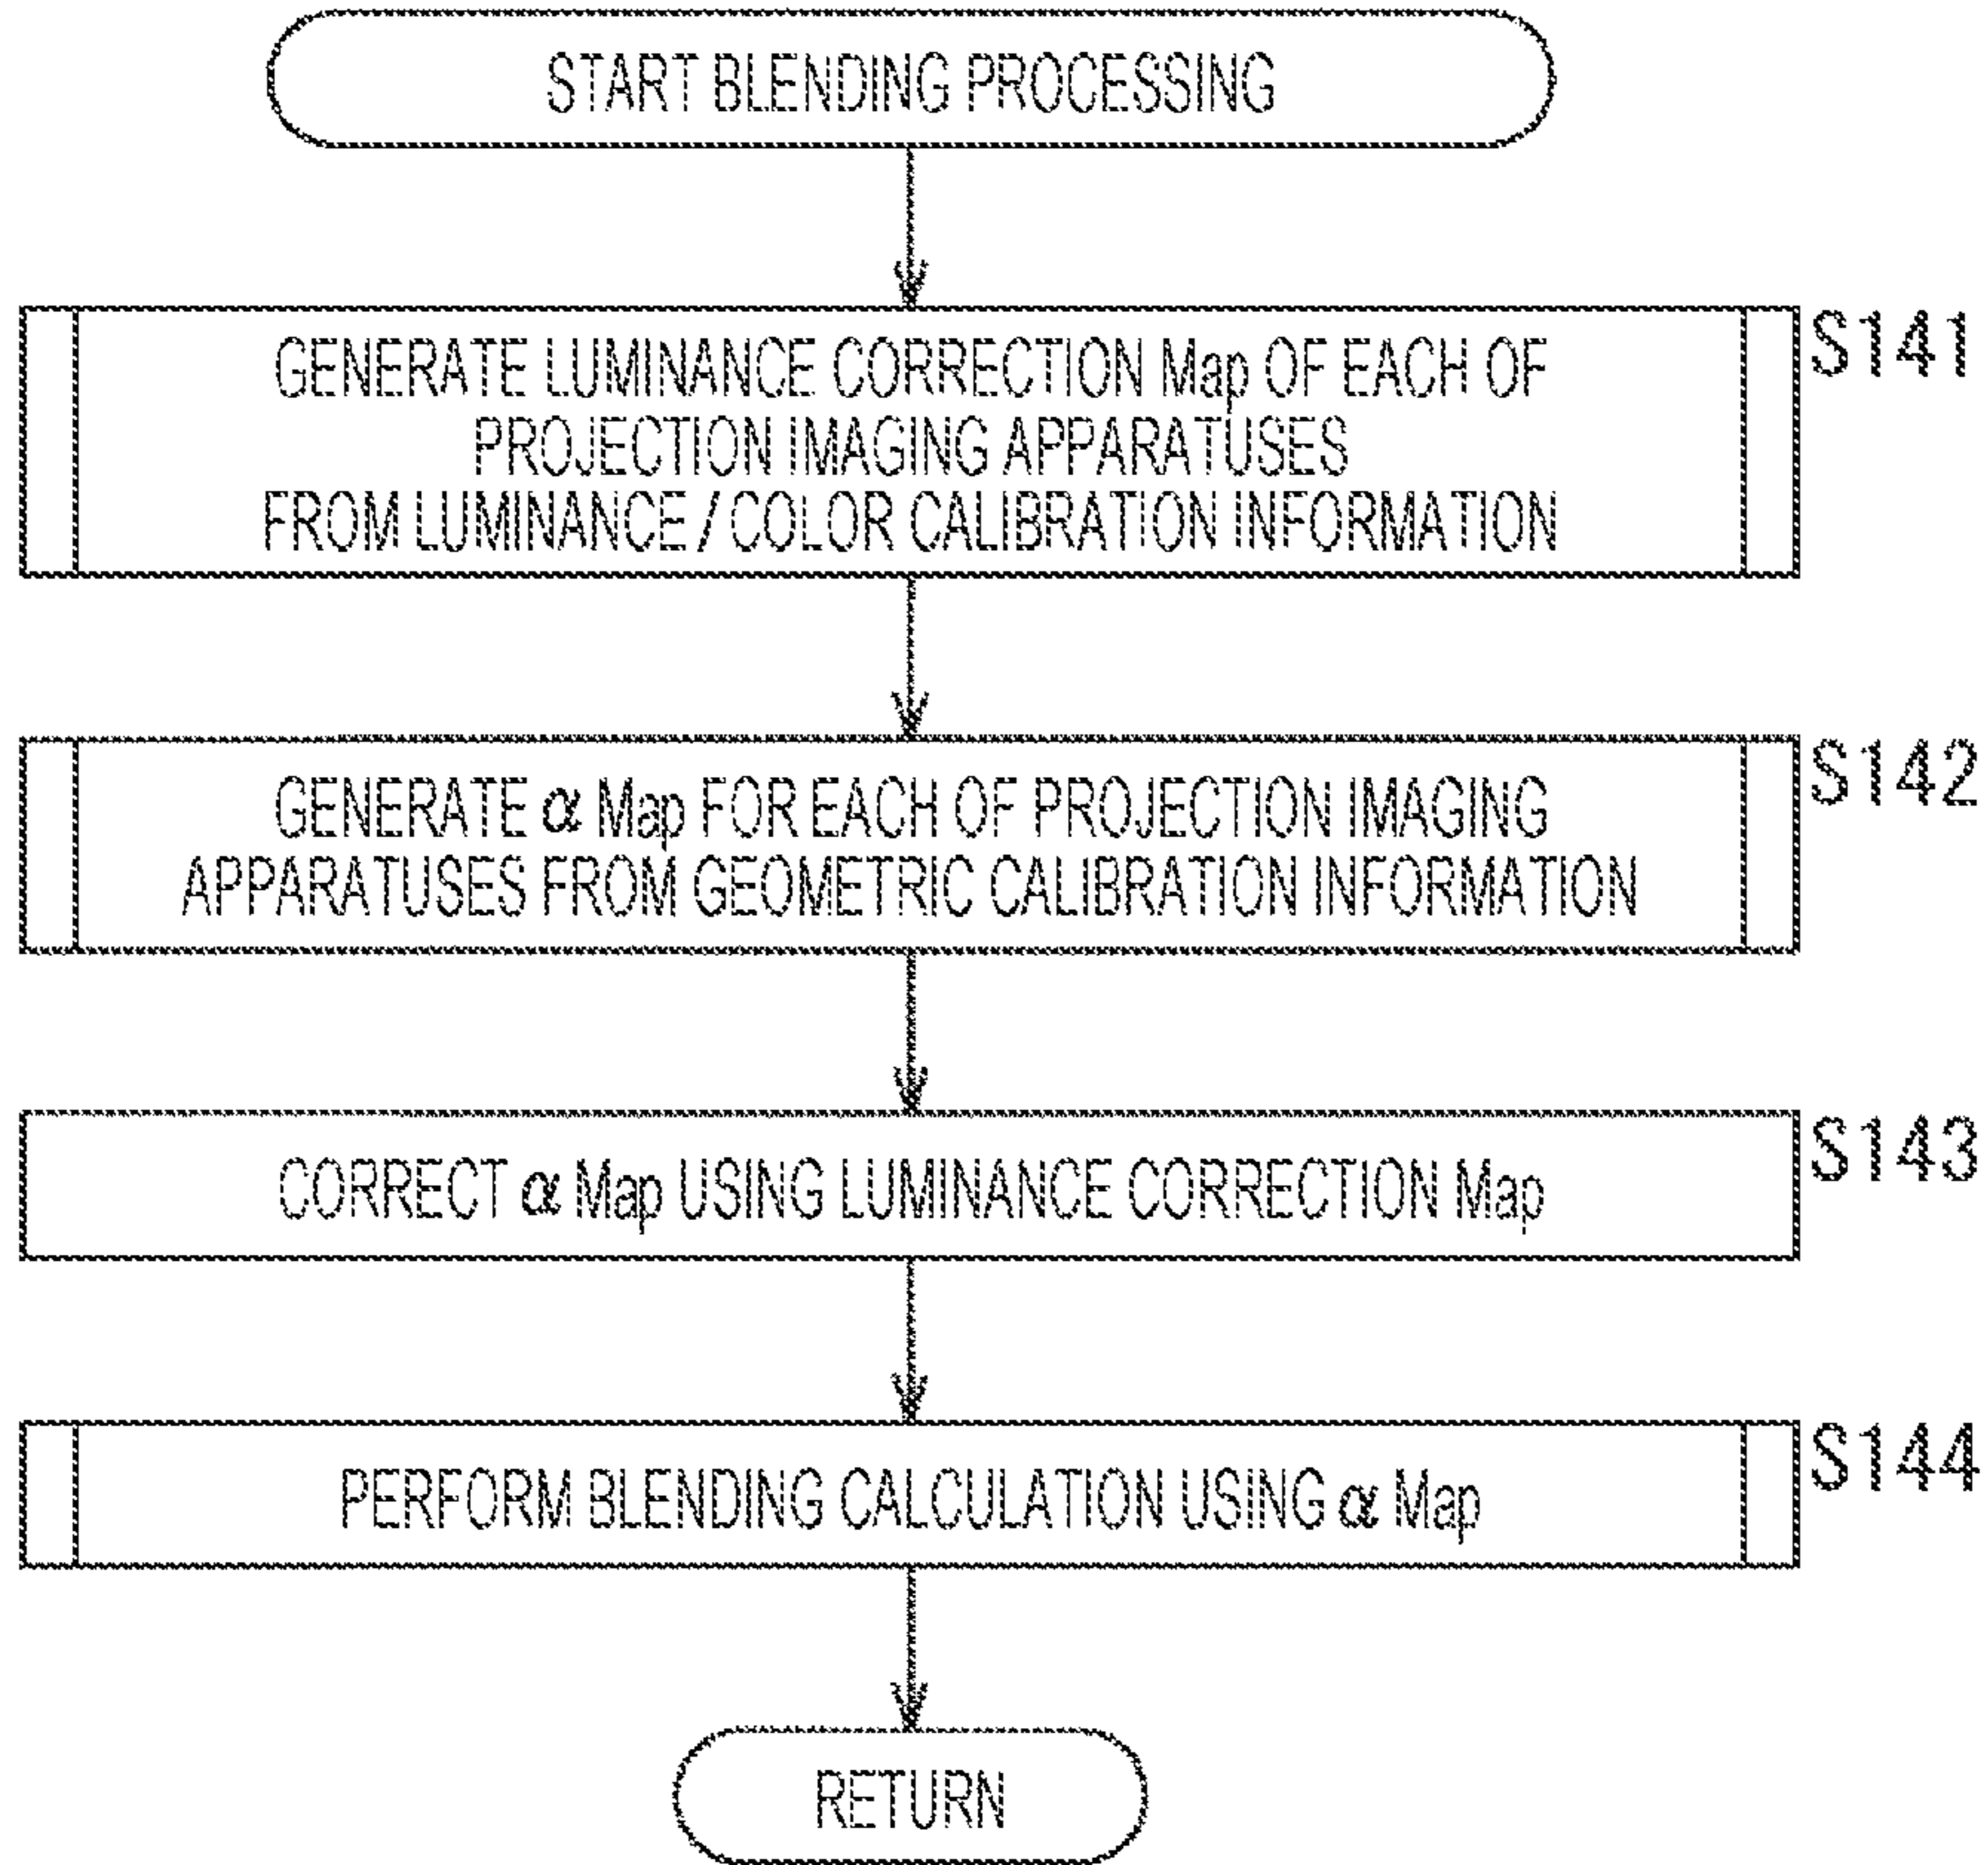 START BLENDING PROCESSING
GENERATE LUMINANCE CORRECTION Map OF EACH OF
PROJECTION IMAGING APPARATUSES
FROM LUMINANCE / COLOR CALIBRATION INFORMATION
S141
GENERATE α Map FOR EACH OF PROJECTION IMAGING
APPARATUSES FROM GEOMETRIC CALIBRATION INFORMATION
S142
CORRECT α Map USING LUMINANCE CORRECTION Map
S143
PERFORM BLENDING CALCULATION USING α Map
S144
RETURN